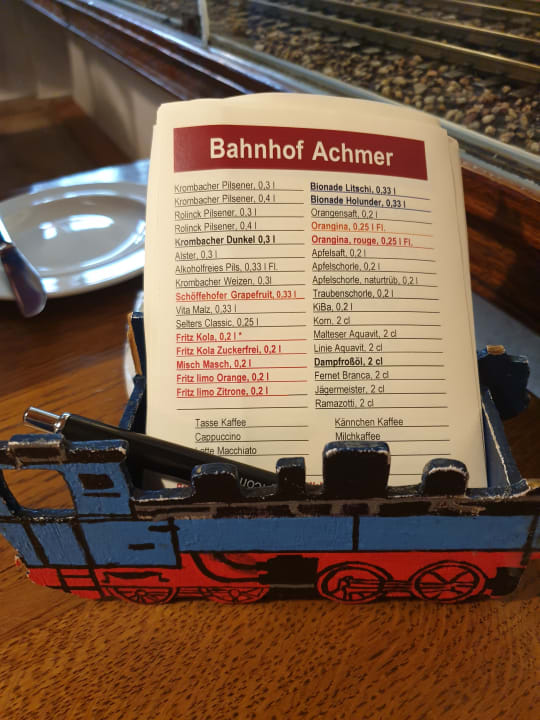 Bahnhof Achmer
Krombacher Pilsener, 0,3 l
Krombacher Pilsener, 0,4 l
Rolinck Pilsener, 0,3 l
Rolinck Pilsener, 0,4 l
Krombacher Dunkel 0,3 l
Alster, 0,3 l
Alkoholfreies Pils, 0,33 l Fl.
Krombacher Weizen, 0,3l
Schöffehofer Grapefruit, 0,33 l
Vita Malz, 0,33 l
Selters Classic, 0,25 l
Fritz Kola, 0,2 l *
Fritz Kola Zuckerfrei, 0,2 l
Misch Masch, 0,2 l
Fritz limo Orange, 0,2 l
Fritz limo Zitrone, 0,2 l
Tasse Kaffee
Cappuccino
Latte Macchiato
Bionade Litschi, 0,33 l
Bionade Holunder, 0,33 l
Orangensaft, 0,2 l
Orangina, 0,25 l Fl.
Orangina, rouge, 0,25 l Fl.
Apfelsaft, 0,2 l
Apfelschorle, 0,2 l
Apfelschorle, naturtrüb, 0,2 l
Traubenschorle, 0,2 l
KiBa, 0,2 l
Korn, 2 cl
Malteser Aquavit, 2 cl
Linie Aquavit, 2 cl
Dampfroßöl, 2 cl
Fernet Branca, 2 cl
Jägermeister, 2 cl
Ramazotti, 2 cl
Kännchen Kaffee
Milchkaffee